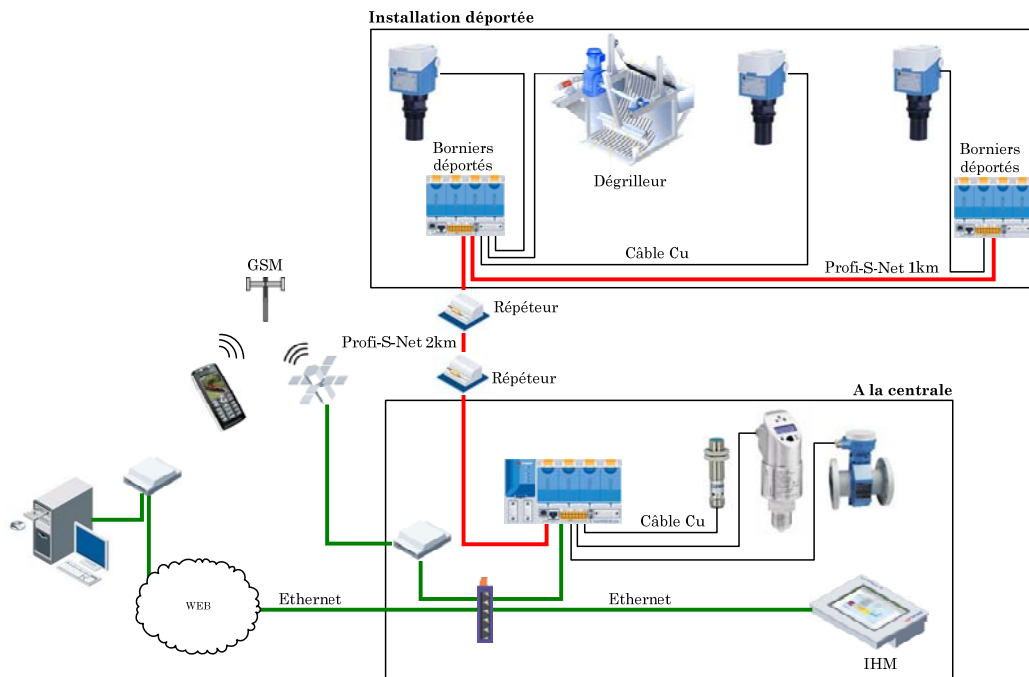 Installation déportée
Borniers
déportés
Dégrilleur
Borniers
déportés
Câble Cu
Profi-S-Net 1km
GSM
Répéteur
Profi-S-Net 2km
Répéteur
A la centrale
Câble Cu
WEB
Ethernet
Ethernet
IHM